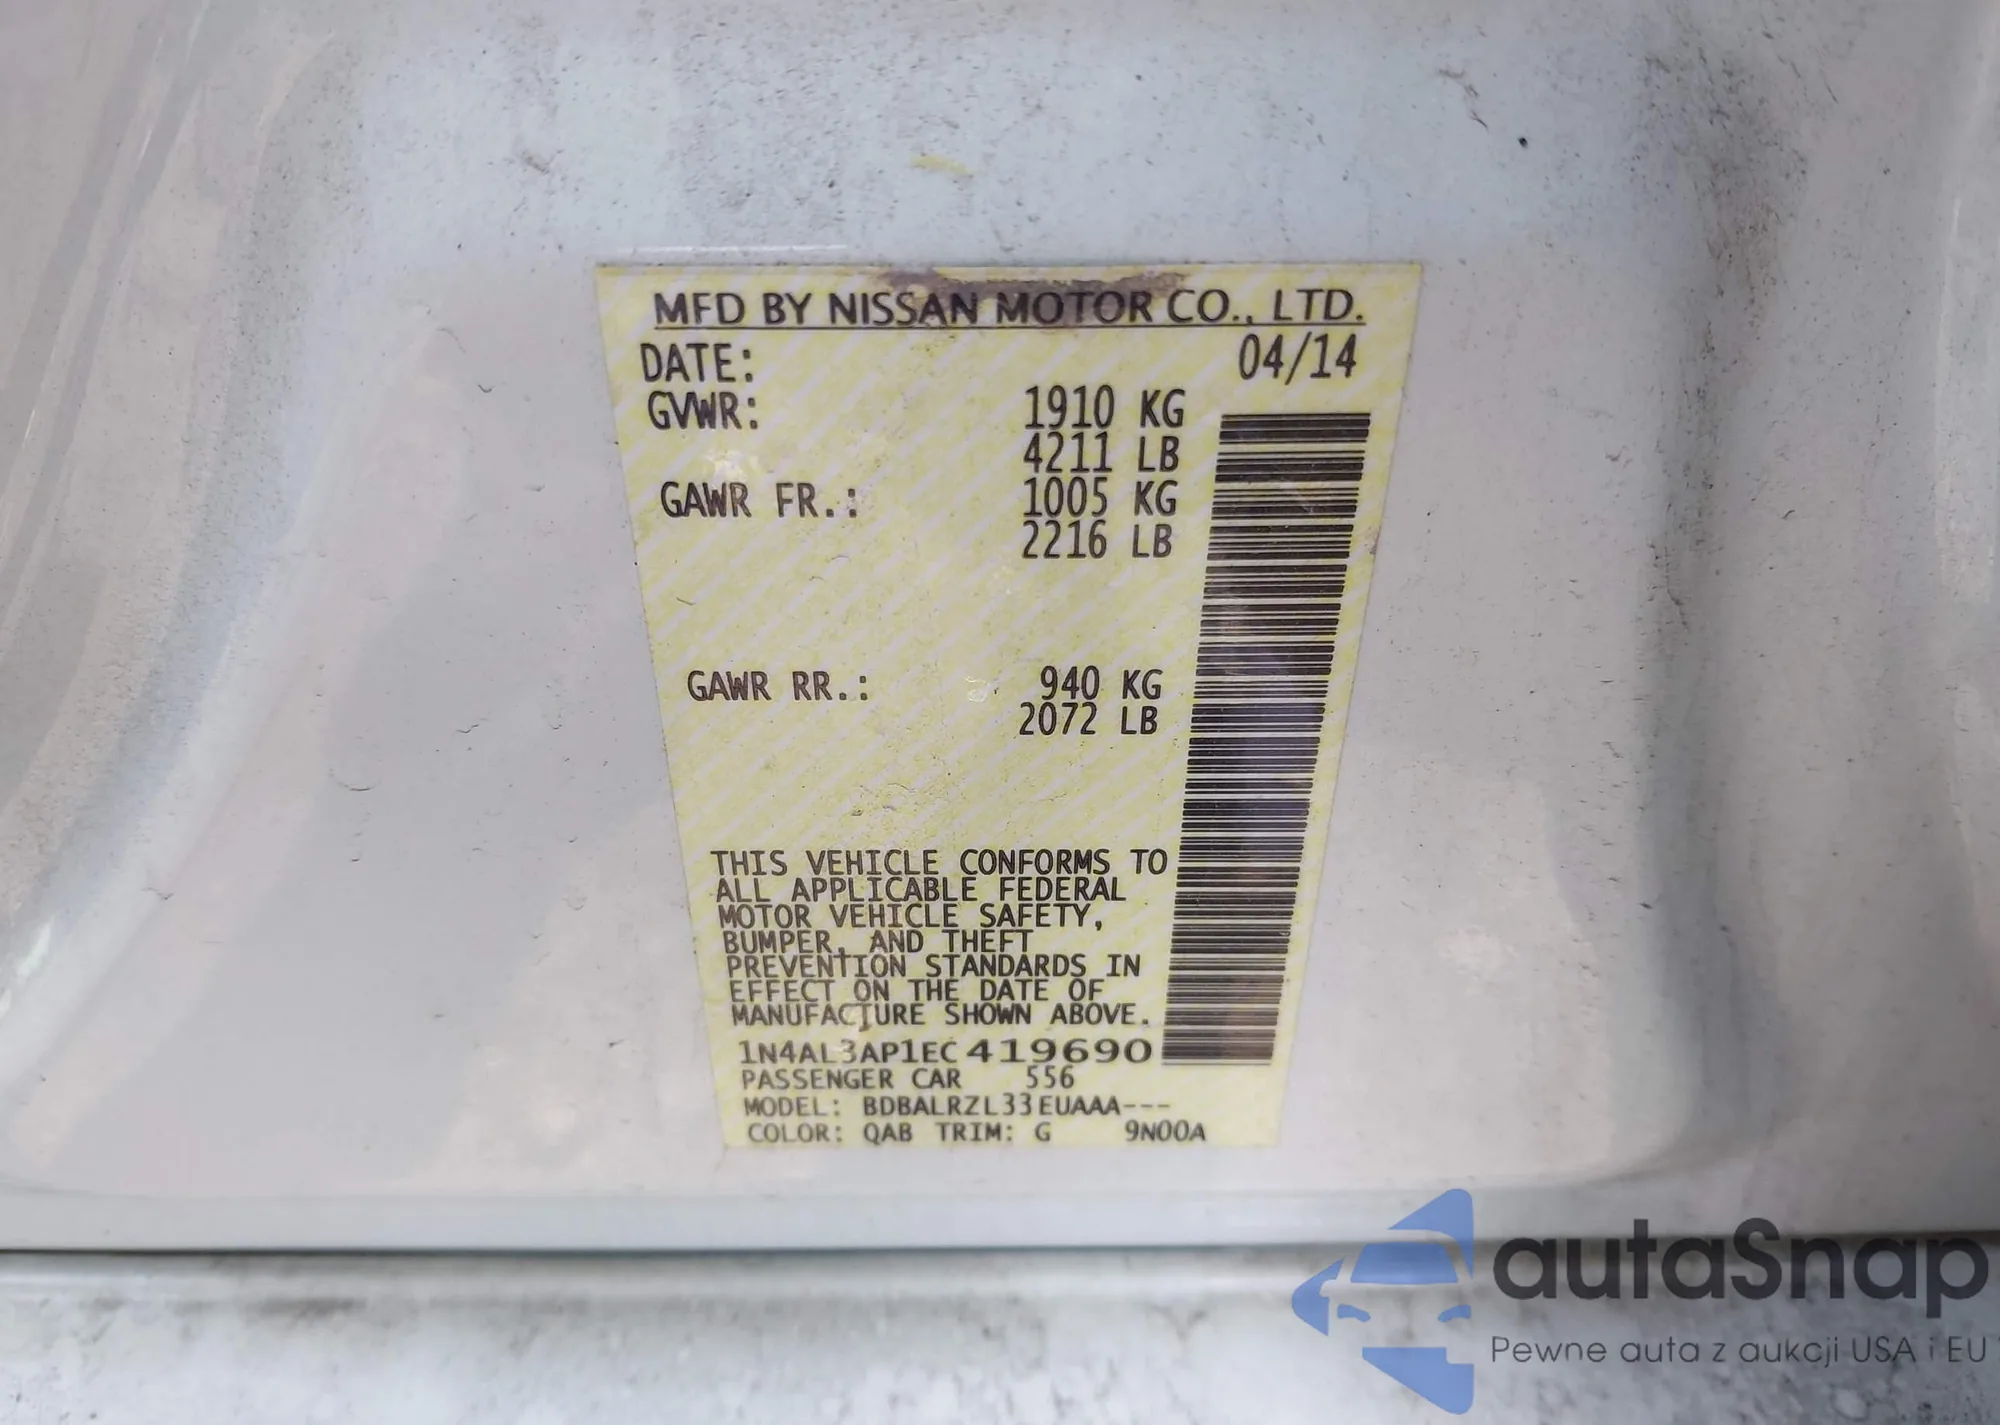 MFD BY NISSAN MOTOR CO., LTD.
DATE: 04/14
GVWR: 1910 KG
4211 LB
GAWR FR.: 1005 KG
2216 LB
GAWR RR.: 940 KG
2072 LB
THIS VEHICLE CONFORMS TO
ALL APPLICABLE FEDERAL
MOTOR VEHICLE SAFETY,
BUMPER, AND THEFT
PREVENTION STANDARDS IN
EFFECT ON THE DATE OF
MANUFACTURE SHOWN ABOVE.
1N4AL3AP1EC419690
PASSENGER CAR 556
MODEL: BDBALRZL33EUAAA---
COLOR: QAB TRIM: G 9N00A
autaSnap
Pewne auta z aukcji USA i EU